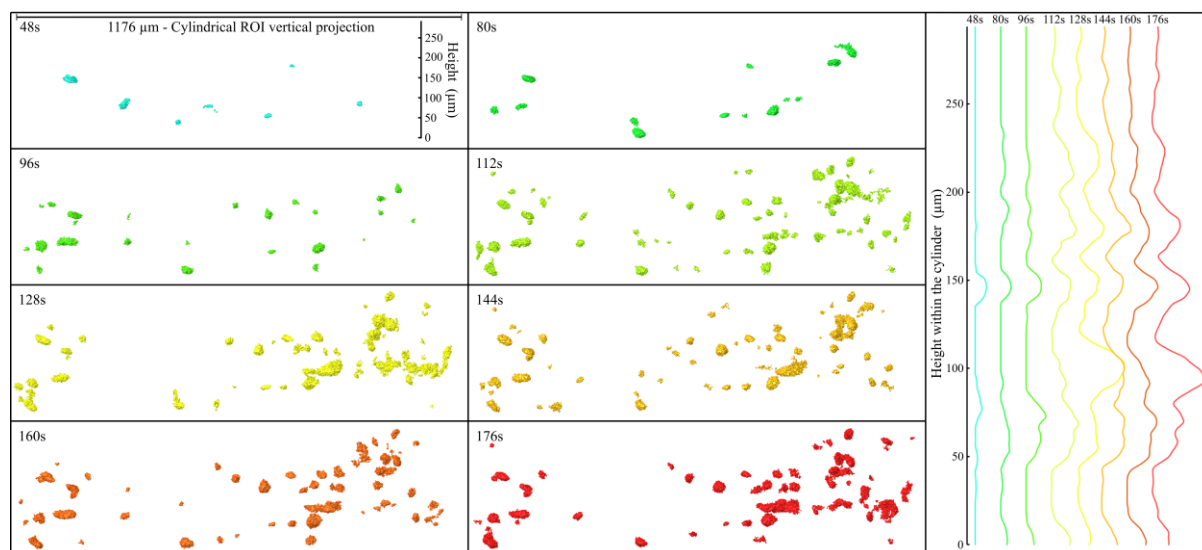 48s
1176 µm - Cylindrical ROI vertical projection
Height (µm)
250
200
150
100
50
0
80s
96s
112s
128s
144s
160s
176s
48s 80s 96s 112s 128s 144s 160s 176s
Height within the cylinder (µm)
250
200
150
100
50
0